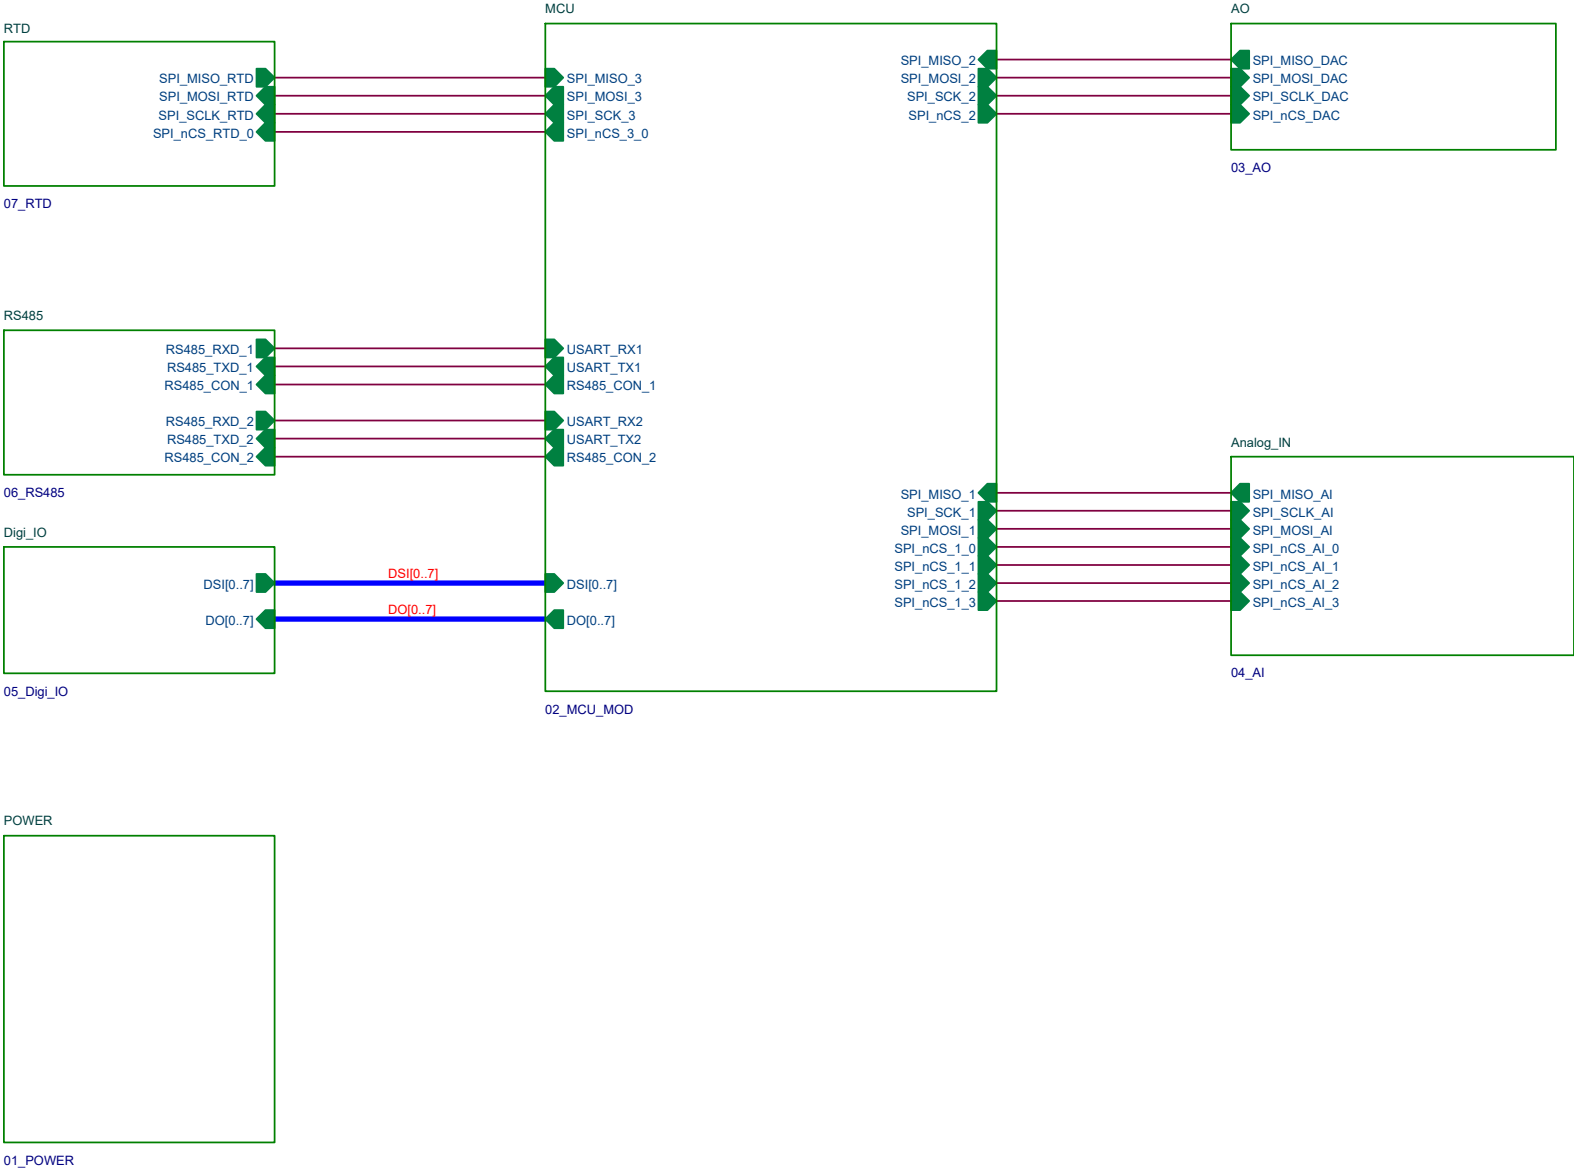 RTD
SPI_MISO_RTD
SPI_MOSI_RTD
SPI_SCLK_RTD
SPI_nCS_RTD_0
07_RTD
RS485
RS485_RXD_1
RS485_TXD_1
RS485_CON_1
RS485_RXD_2
RS485_TXD_2
RS485_CON_2
06_RS485
Digi_IO
DSI[0..7]
DO[0..7]
05_Digi_IO
DSI[0..7]
DO[0..7]
POWER
01_POWER
MCU
SPI_MISO_3
SPI_MOSI_3
SPI_SCK_3
SPI_nCS_3_0
USART_RX1
USART_TX1
RS485_CON_1
USART_RX2
USART_TX2
RS485_CON_2
DSI[0..7]
DO[0..7]
SPI_MISO_2
SPI_MOSI_2
SPI_SCK_2
SPI_nCS_2
SPI_MISO_1
SPI_SCK_1
SPI_MOSI_1
SPI_nCS_1_0
SPI_nCS_1_1
SPI_nCS_1_2
SPI_nCS_1_3
02_MCU_MOD
AO
SPI_MISO_DAC
SPI_MOSI_DAC
SPI_SCLK_DAC
SPI_nCS_DAC
03_AO
Analog_IN
SPI_MISO_AI
SPI_SCLK_AI
SPI_MOSI_AI
SPI_nCS_AI_0
SPI_nCS_AI_1
SPI_nCS_AI_2
SPI_nCS_AI_3
04_AI